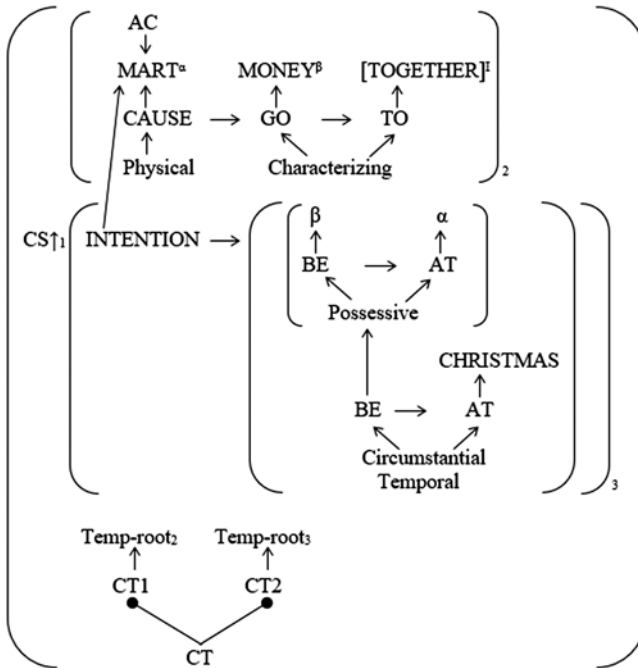 AC
MARTᵅ MONEYᵝ [TOGETHER]ᴵ
CAUSE GO TO
Physical Characterizing
2
CS↑₁ INTENTION
β α
BE AT
Possessive
CHRISTMAS
BE AT
Circumstantial
Temporal
3
Temp-root₂ Temp-root₃
CT1 CT2
CT